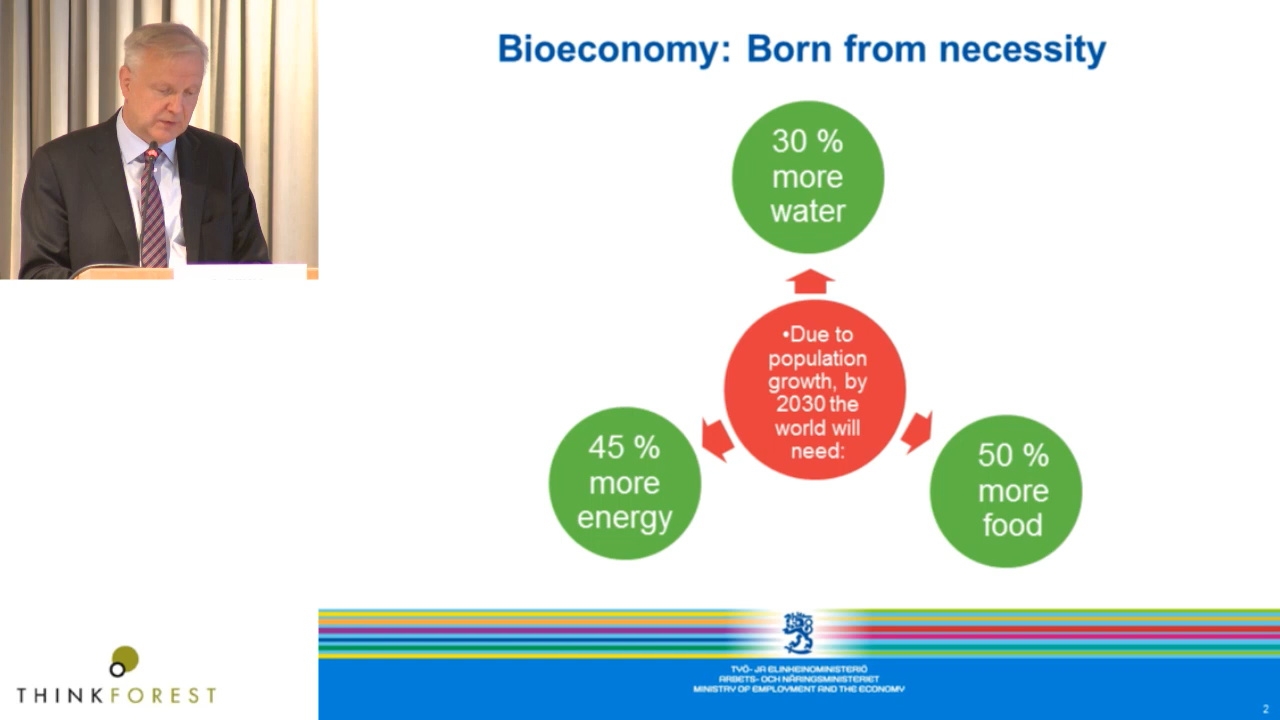 Bioeconomy: Born from necessity
30 %
more
water
•Due to
population
growth, by
2030 the
world will
need:
45 %
more
energy
50 %
more
food
THINKFOREST
TYÖ- JA ELINKEINOMINISTERIÖ
ARBETS- OCH NÄRINGSMINISTERIET
MINISTRY OF EMPLOYMENT AND THE ECONOMY
2